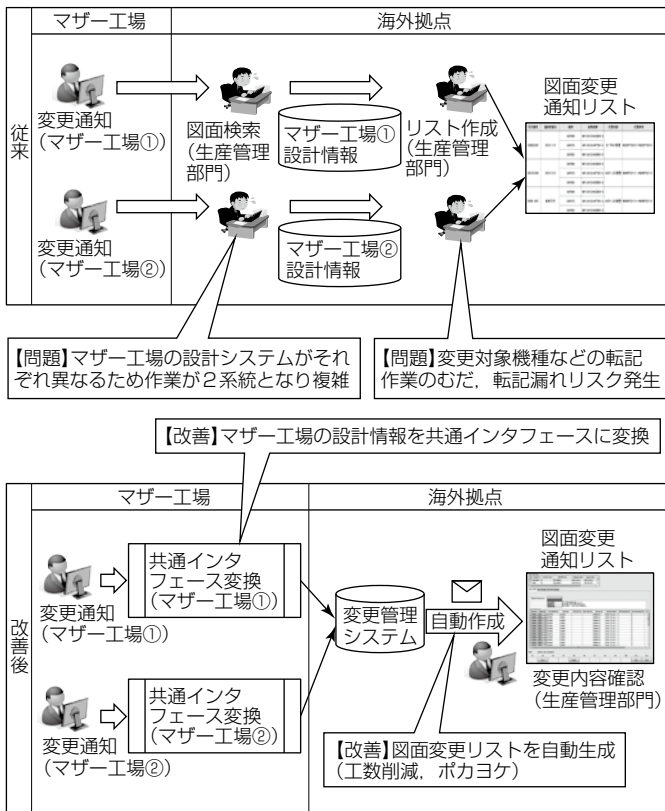 マザー工場
海外拠点
従来
変更通知
(マザー工場①)
図面検索
(生産管理
部門)
マザー工場①
設計情報
リスト作成
(生産管理
部門)
図面変更
通知リスト
変更通知
(マザー工場②)
マザー工場②
設計情報
【問題】マザー工場の設計システムがそれ
ぞれ異なるため作業が2系統となり複雑
【問題】変更対象機種などの転記
作業のむだ，転記漏れリスク発生
【改善】マザー工場の設計情報を共通インタフェースに変換
マザー工場
海外拠点
改善後
変更通知
(マザー工場①)
共通インタ
フェース変換
(マザー工場①)
変更管理
システム
自動作成
図面変更
通知リスト
変更内容確認
(生産管理部門)
変更通知
(マザー工場②)
共通インタ
フェース変換
(マザー工場②)
【改善】図面変更リストを自動生成
(工数削減，ポカヨケ)